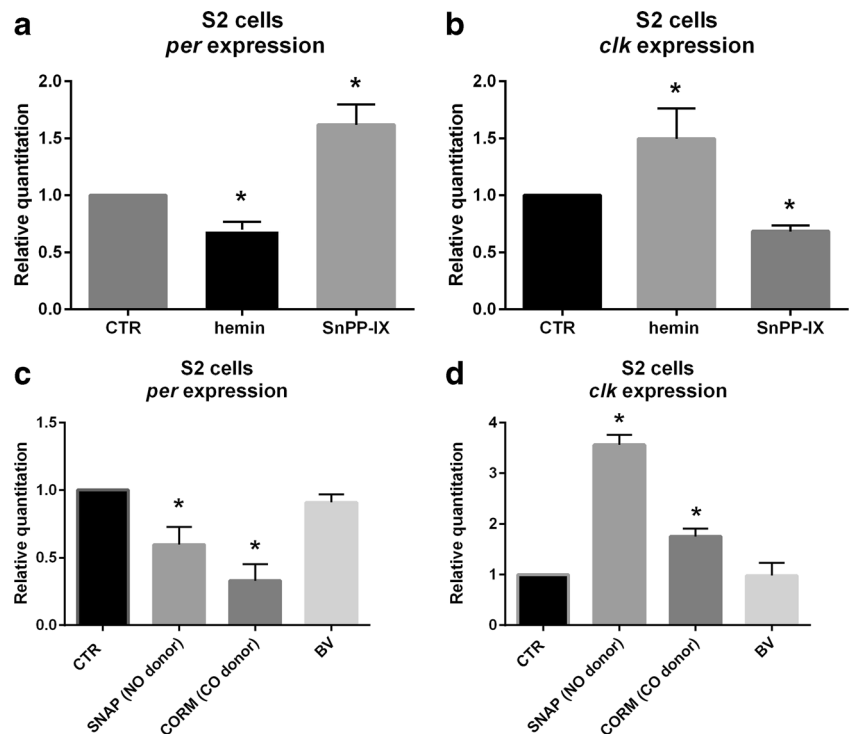 a
S2 cells
per expression
Relative quantitation
2.0
*
1.5
1.0
*
0.5
0.0
CTR hemin SnPP-IX
b
S2 cells
clk expression
Relative quantitation
2.0
*
1.5
1.0
*
0.5
0.0
CTR hemin SnPP-IX
c
S2 cells
per expression
Relative quantitation
1.5
1.0
*
0.5
*
0.0
CTR
SNAP (NO donor)
CORM (CO donor)
BV
d
S2 cells
clk expression
Relative quantitation
4
*
3
2
*
1
0
CTR
SNAP (NO donor)
CORM (CO donor)
BV